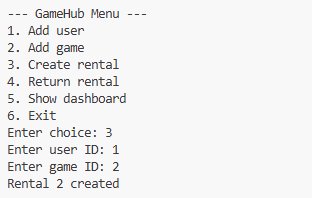 --- GameHub Menu ---
1. Add user
2. Add game
3. Create rental
4. Return rental
5. Show dashboard
6. Exit
Enter choice: 3
Enter user ID: 1
Enter game ID: 2
Rental 2 created